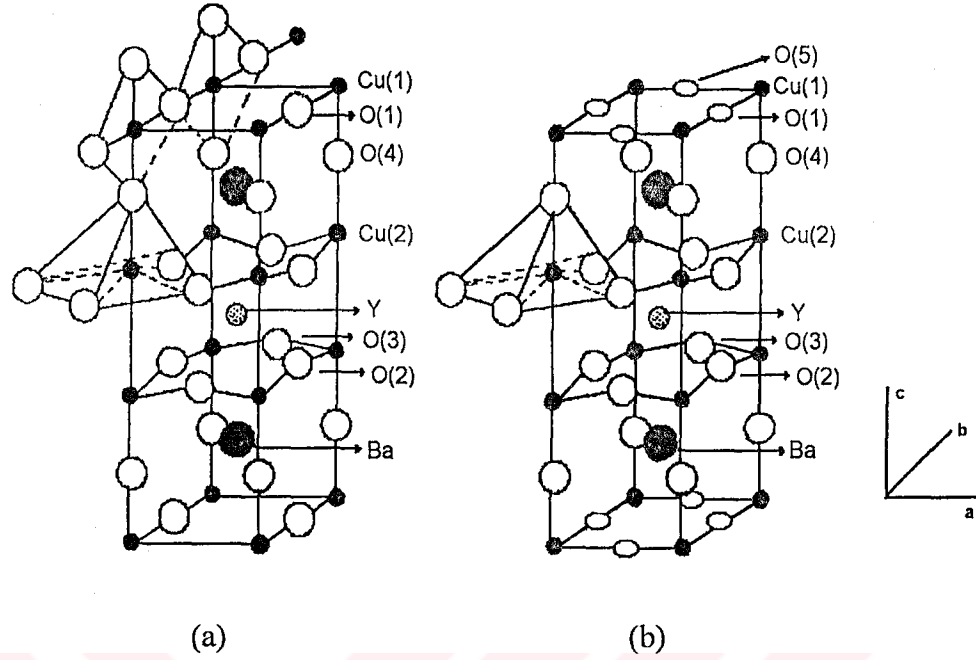 O(5)
Cu(1)
Cu(1)
O(1)
O(1)
O(4)
O(4)
Cu(2)
Cu(2)
Y
Y
O(3)
O(3)
O(2)
O(2)
Ba
Ba
c
b
a
(a)
(b)